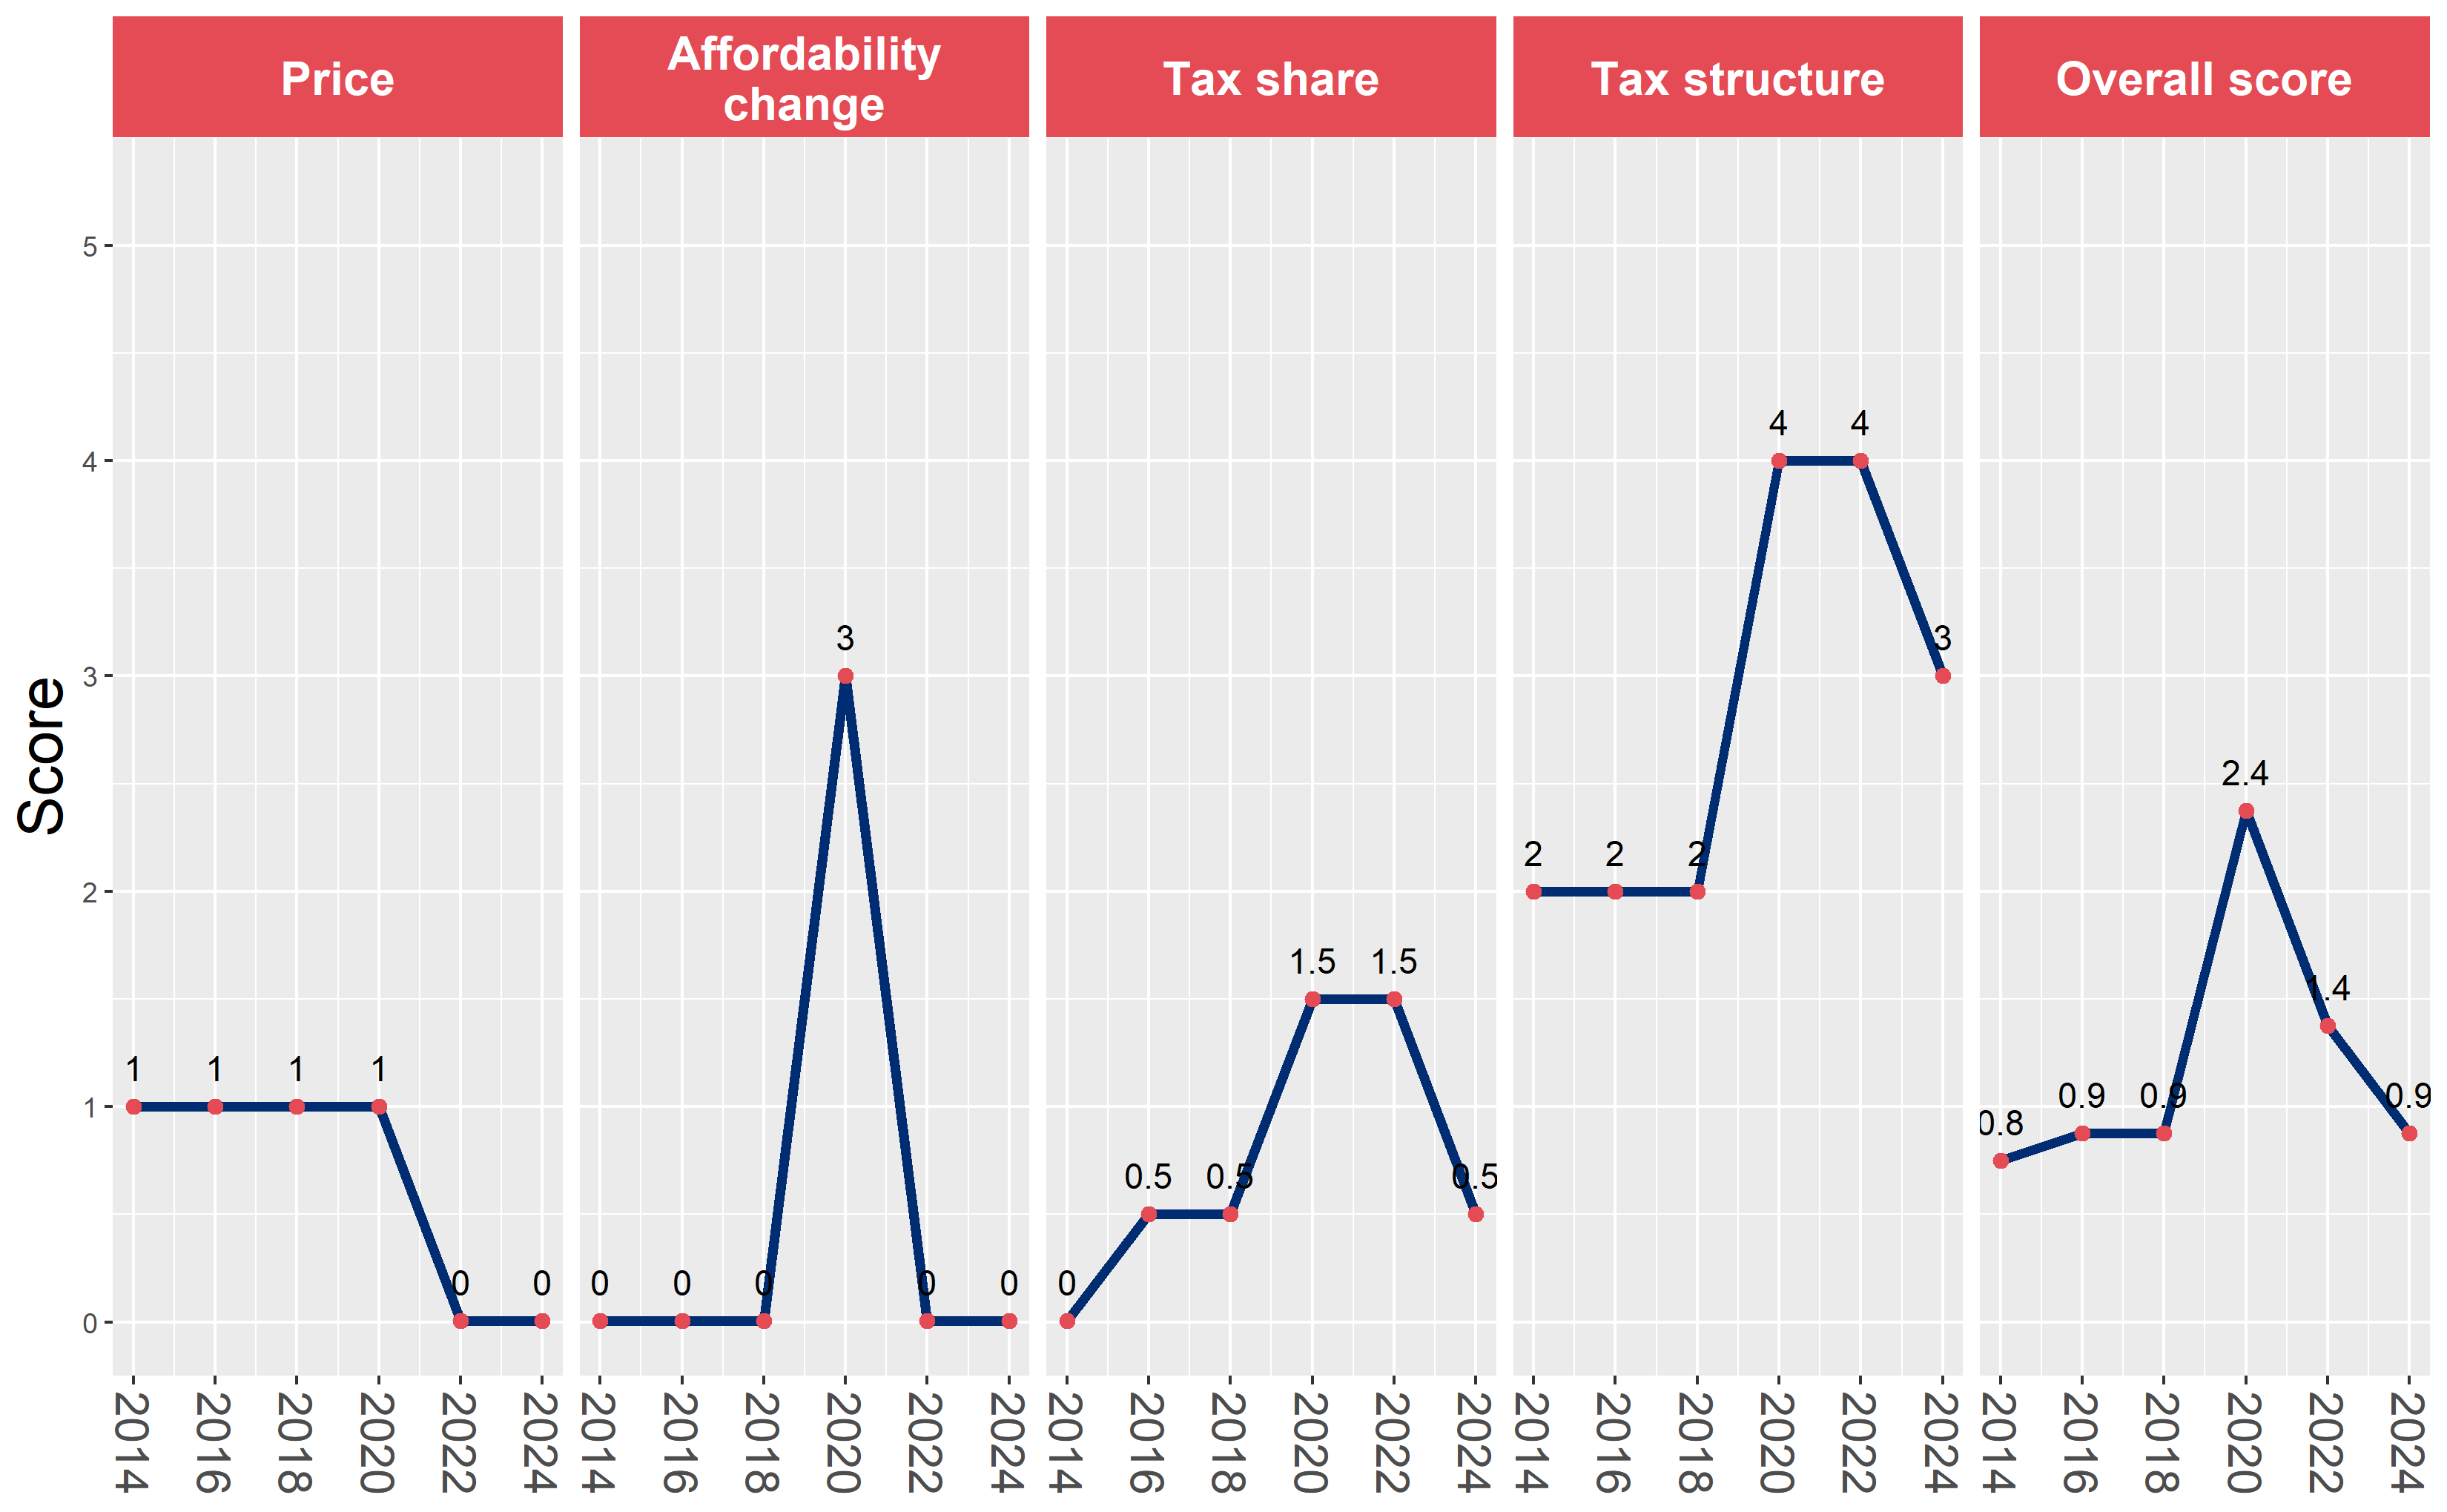 Price
Affordability
change
Tax share
Tax structure
Overall score
Score
5
4
3
2
1
0
1 1 1 1 0 0
0 0 0 3 0 0
0 0.5 0.5 1.5 1.5 0.5
2 2 2 4 4 3
0.8 0.9 0.9 2.4 1.4 0.9
2014 2016 2018 2020 2022 2024
2014 2016 2018 2020 2022 2024
2014 2016 2018 2020 2022 2024
2014 2016 2018 2020 2022 2024
2014 2016 2018 2020 2022 2024